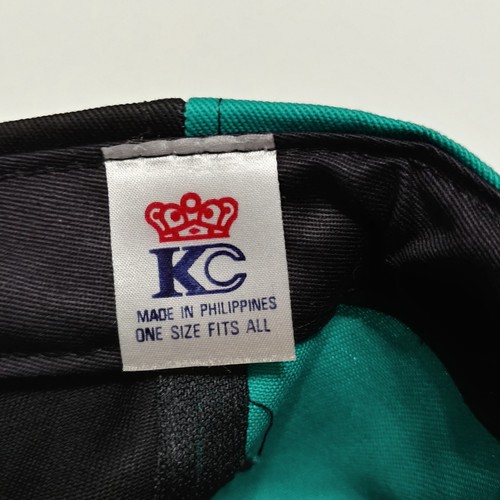 KC
MADE IN PHILIPPINES
ONE SIZE FITS ALL